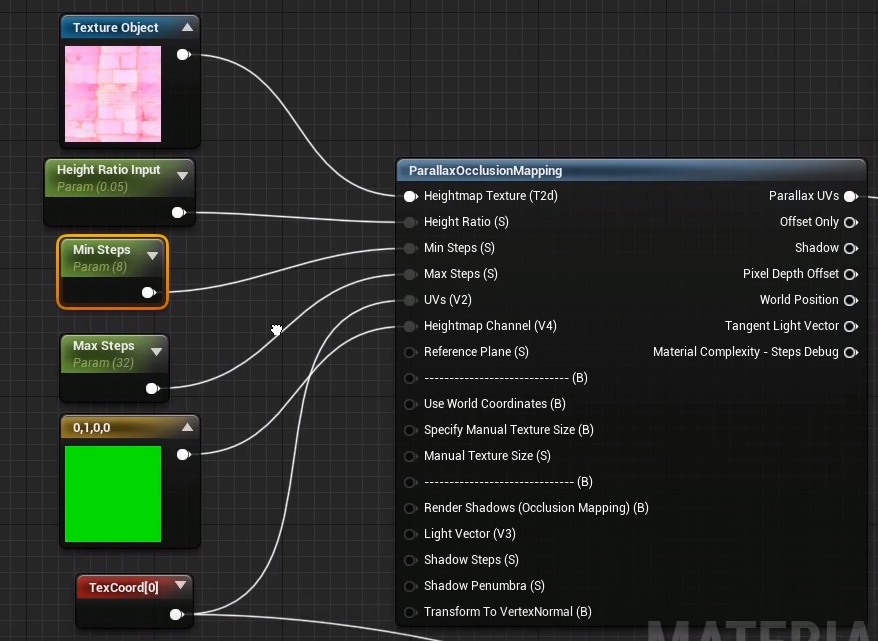 Texture Object
Height Ratio Input
Param (0.05)
Min Steps
Param (8)
Max Steps
Param (32)
0,1,0,0
TexCoord[0]
ParallaxOcclusionMapping
Heightmap Texture (T2d)
Parallax UVs
Height Ratio (S)
Offset Only
Min Steps (S)
Shadow
Max Steps (S)
Pixel Depth Offset
UVs (V2)
World Position
Heightmap Channel (V4)
Tangent Light Vector
Reference Plane (S)
Material Complexity - Steps Debug
----------------------------- (B)
Use World Coordinates (B)
Specify Manual Texture Size (B)
Manual Texture Size (S)
------------------------------ (B)
Render Shadows (Occlusion Mapping) (B)
Light Vector (V3)
Shadow Steps (S)
Shadow Penumbra (S)
Transform To VertexNormal (B)
MATERIA